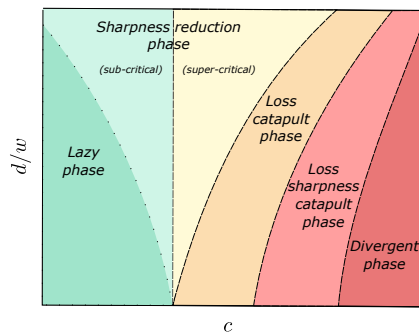 Sharpness reduction
phase
(sub-critical) (super-critical)
Loss
catapult
phase
Lazy
phase
Loss
sharpness
catapult
phase
Divergent
phase
d/w
c